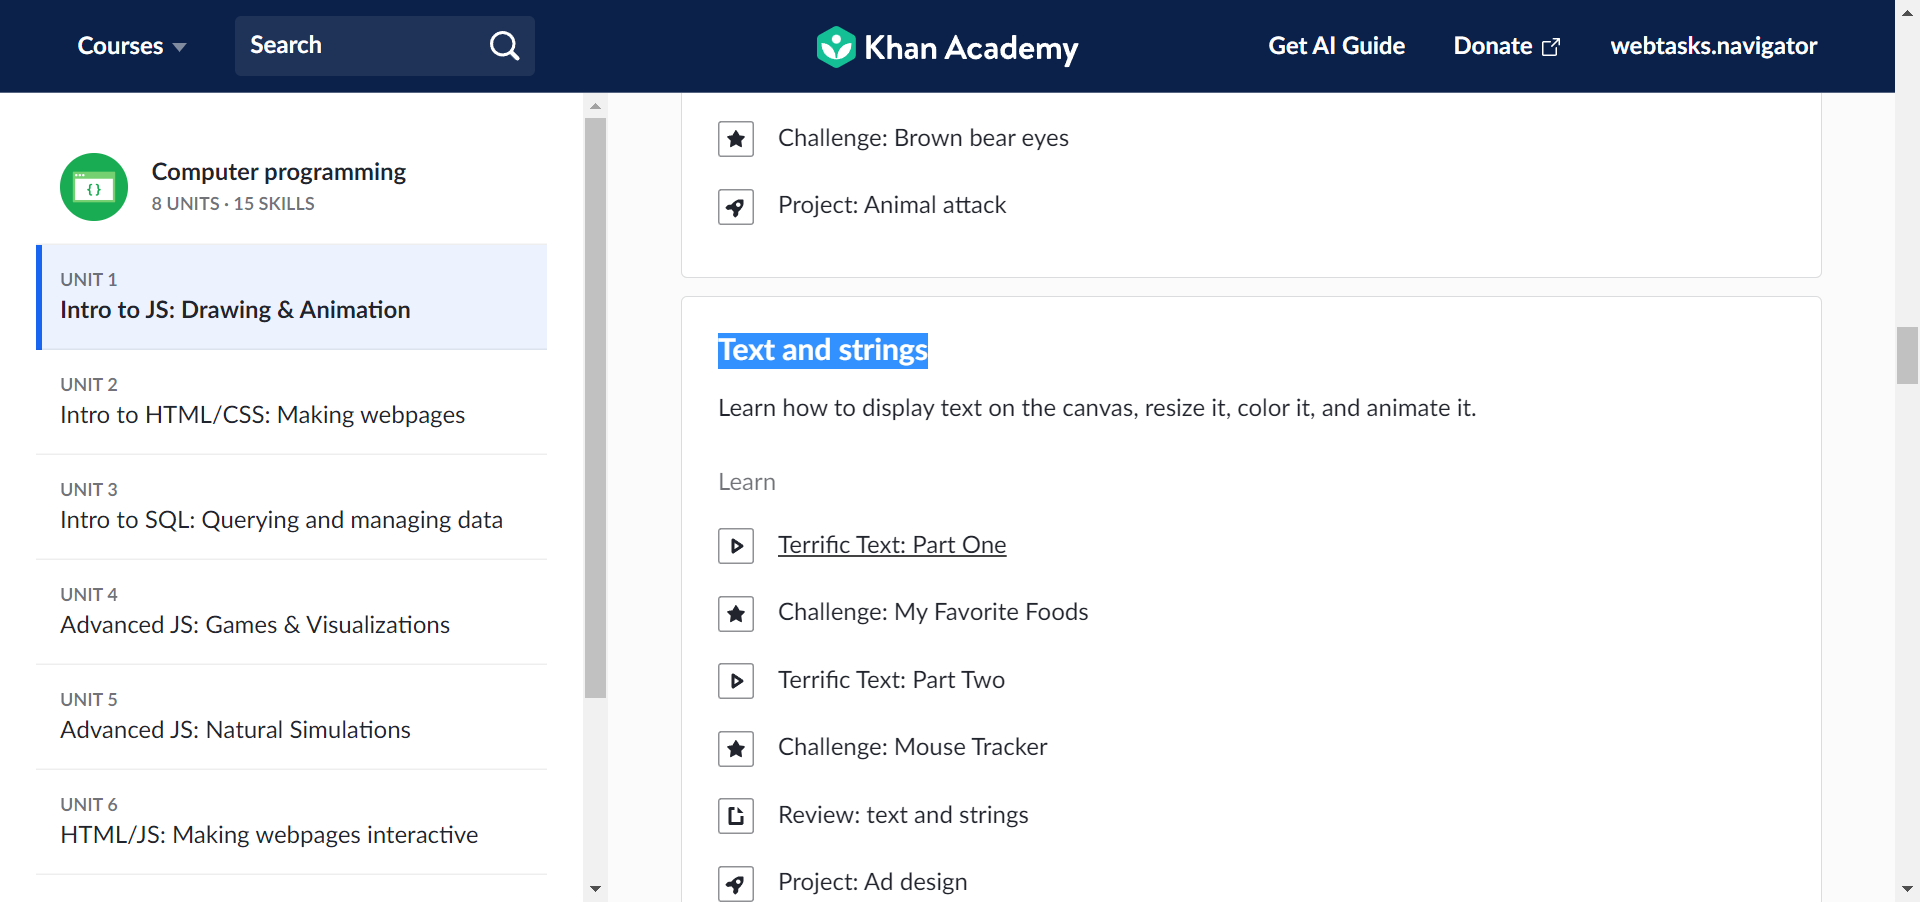 Courses
Search
Khan Academy
Get AI Guide
Donate
webtasks.navigator
Computer programming
8 UNITS · 15 SKILLS
UNIT 1
Intro to JS: Drawing & Animation
UNIT 2
Intro to HTML/CSS: Making webpages
UNIT 3
Intro to SQL: Querying and managing data
UNIT 4
Advanced JS: Games & Visualizations
UNIT 5
Advanced JS: Natural Simulations
UNIT 6
HTML/JS: Making webpages interactive
Challenge: Brown bear eyes
Project: Animal attack
Text and strings
Learn how to display text on the canvas, resize it, color it, and animate it.
Learn
Terrific Text: Part One
Challenge: My Favorite Foods
Terrific Text: Part Two
Challenge: Mouse Tracker
Review: text and strings
Project: Ad design